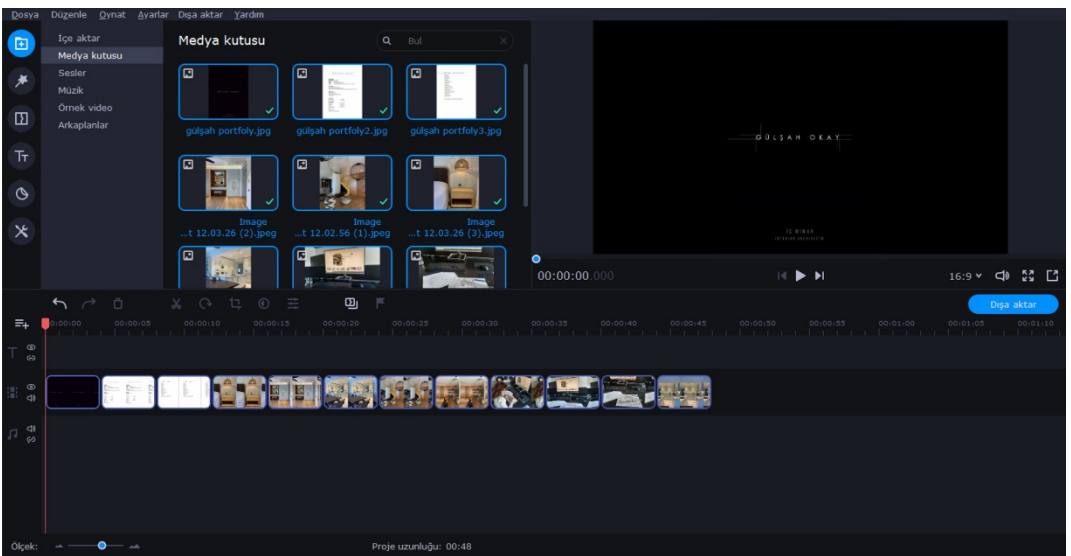 Dosya Düzenle Oynat Ayarlar Dışa aktar Yardım
İçe aktar
Medya kutusu
Sesler
Müzik
Örnek video
Arkaplanlar
Medya kutusu
Bul
gülşah portfoly.jpg
gülşah portfoly2.jpg
gülşah portfoly3.jpg
Image
...t 12.03.26 (2).jpeg
Image
...t 12.02.56 (1).jpeg
Image
...t 12.03.26 (3).jpeg
GÜLŞAH OKAY
İÇ MİMAR
INTERIOR ARCHITECTH
00:00:00.000
16:9
Dışa aktar
0:00:00 00:00:05 00:00:10 00:00:15 00:00:20 00:00:25 00:00:30 00:00:35 00:00:40 00:00:45 00:00:50 00:00:55 00:01:00 00:01:05 00:01:10
Ölçek:
Proje uzunluğu: 00:48